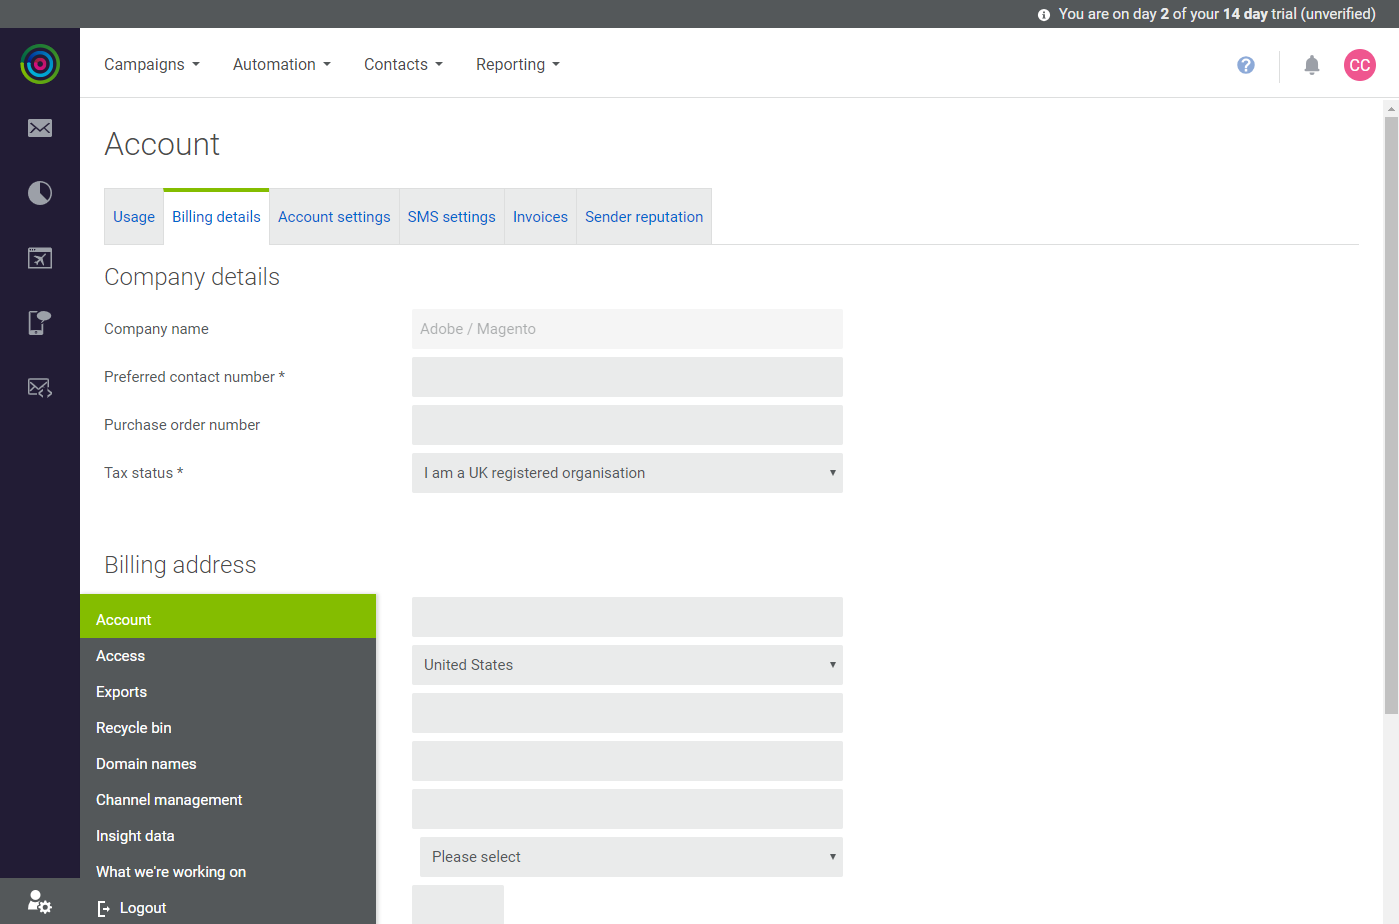 You are on day 2 of your 14 day trial (unverified)
Campaigns Automation Contacts Reporting ? CC
Account
Usage Billing details Account settings SMS settings Invoices Sender reputation
Company details
Company name Adobe / Magento
Preferred contact number *
Purchase order number
Tax status * I am a UK registered organisation
Billing address
Account
Access United States
Exports
Recycle bin
Domain names
Channel management
Insight data
Please select
What we're working on
Logout